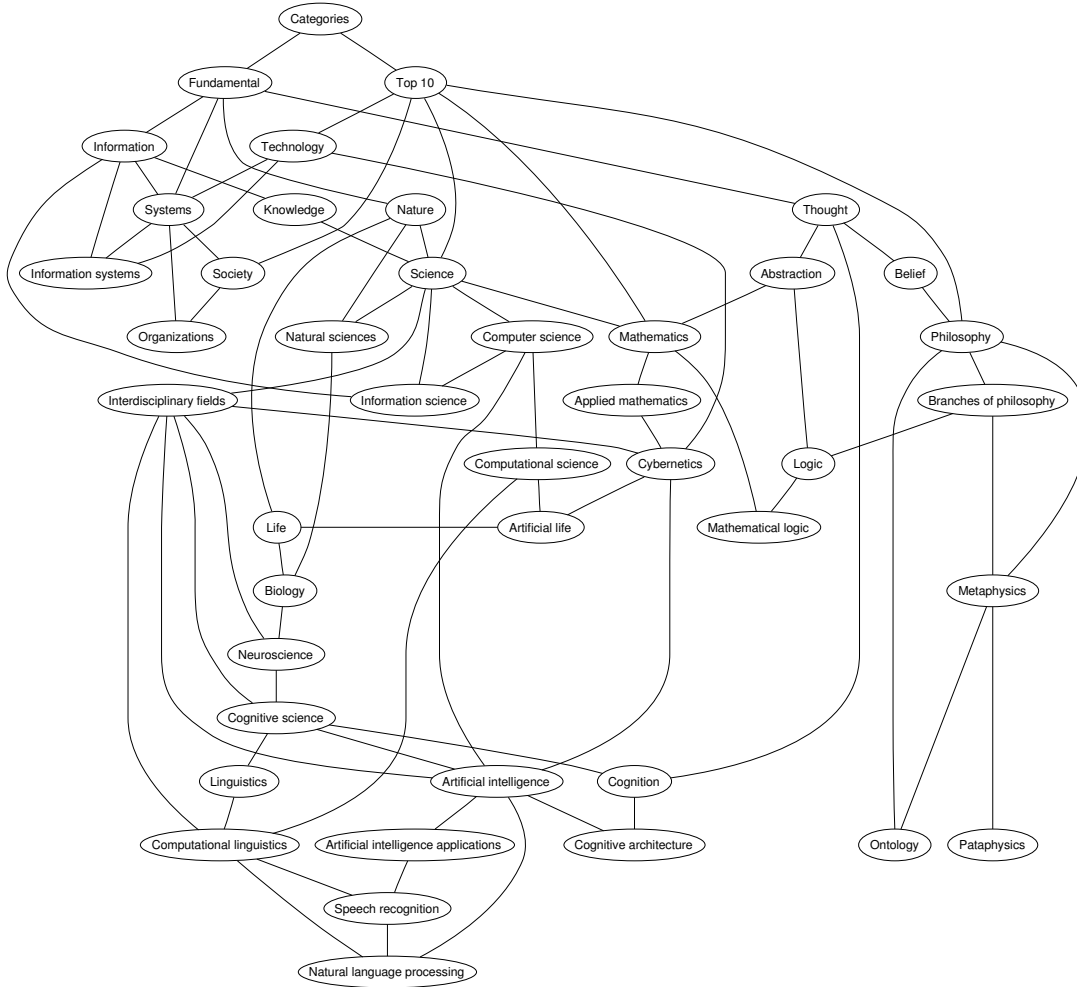 Categories
Fundamental
Top 10
Information
Technology
Systems
Knowledge
Nature
Thought
Information systems
Society
Science
Abstraction
Belief
Organizations
Natural sciences
Computer science
Mathematics
Philosophy
Interdisciplinary fields
Information science
Applied mathematics
Branches of philosophy
Computational science
Cybernetics
Logic
Life
Artificial life
Mathematical logic
Biology
Metaphysics
Neuroscience
Cognitive science
Linguistics
Artificial intelligence
Cognition
Computational linguistics
Artificial intelligence applications
Cognitive architecture
Ontology
Pataphysics
Speech recognition
Natural language processing